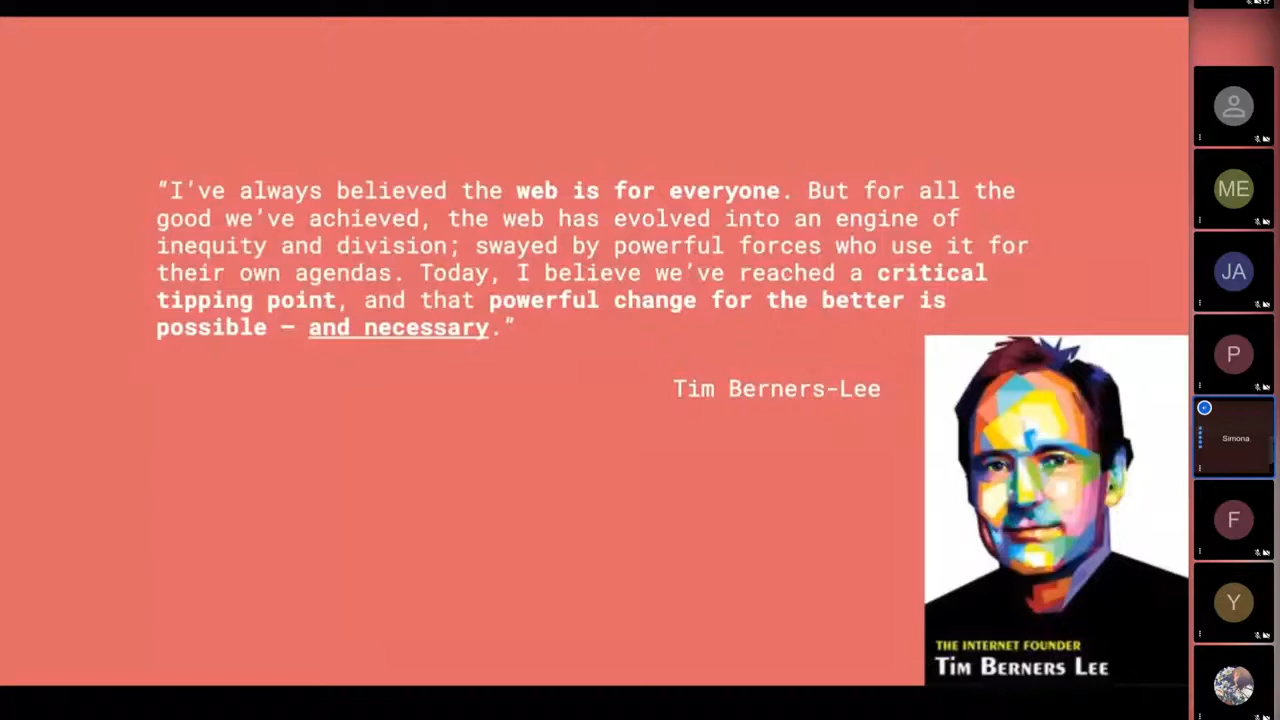 “I’ve always believed the web is for everyone. But for all the
good we’ve achieved, the web has evolved into an engine of
inequity and division; swayed by powerful forces who use it for
their own agendas. Today, I believe we’ve reached a critical
tipping point, and that powerful change for the better is
possible – and necessary.”
Tim Berners-Lee
THE INTERNET FOUNDER
TIM BERNERS LEE
ME
JA
P
Simona
F
Y